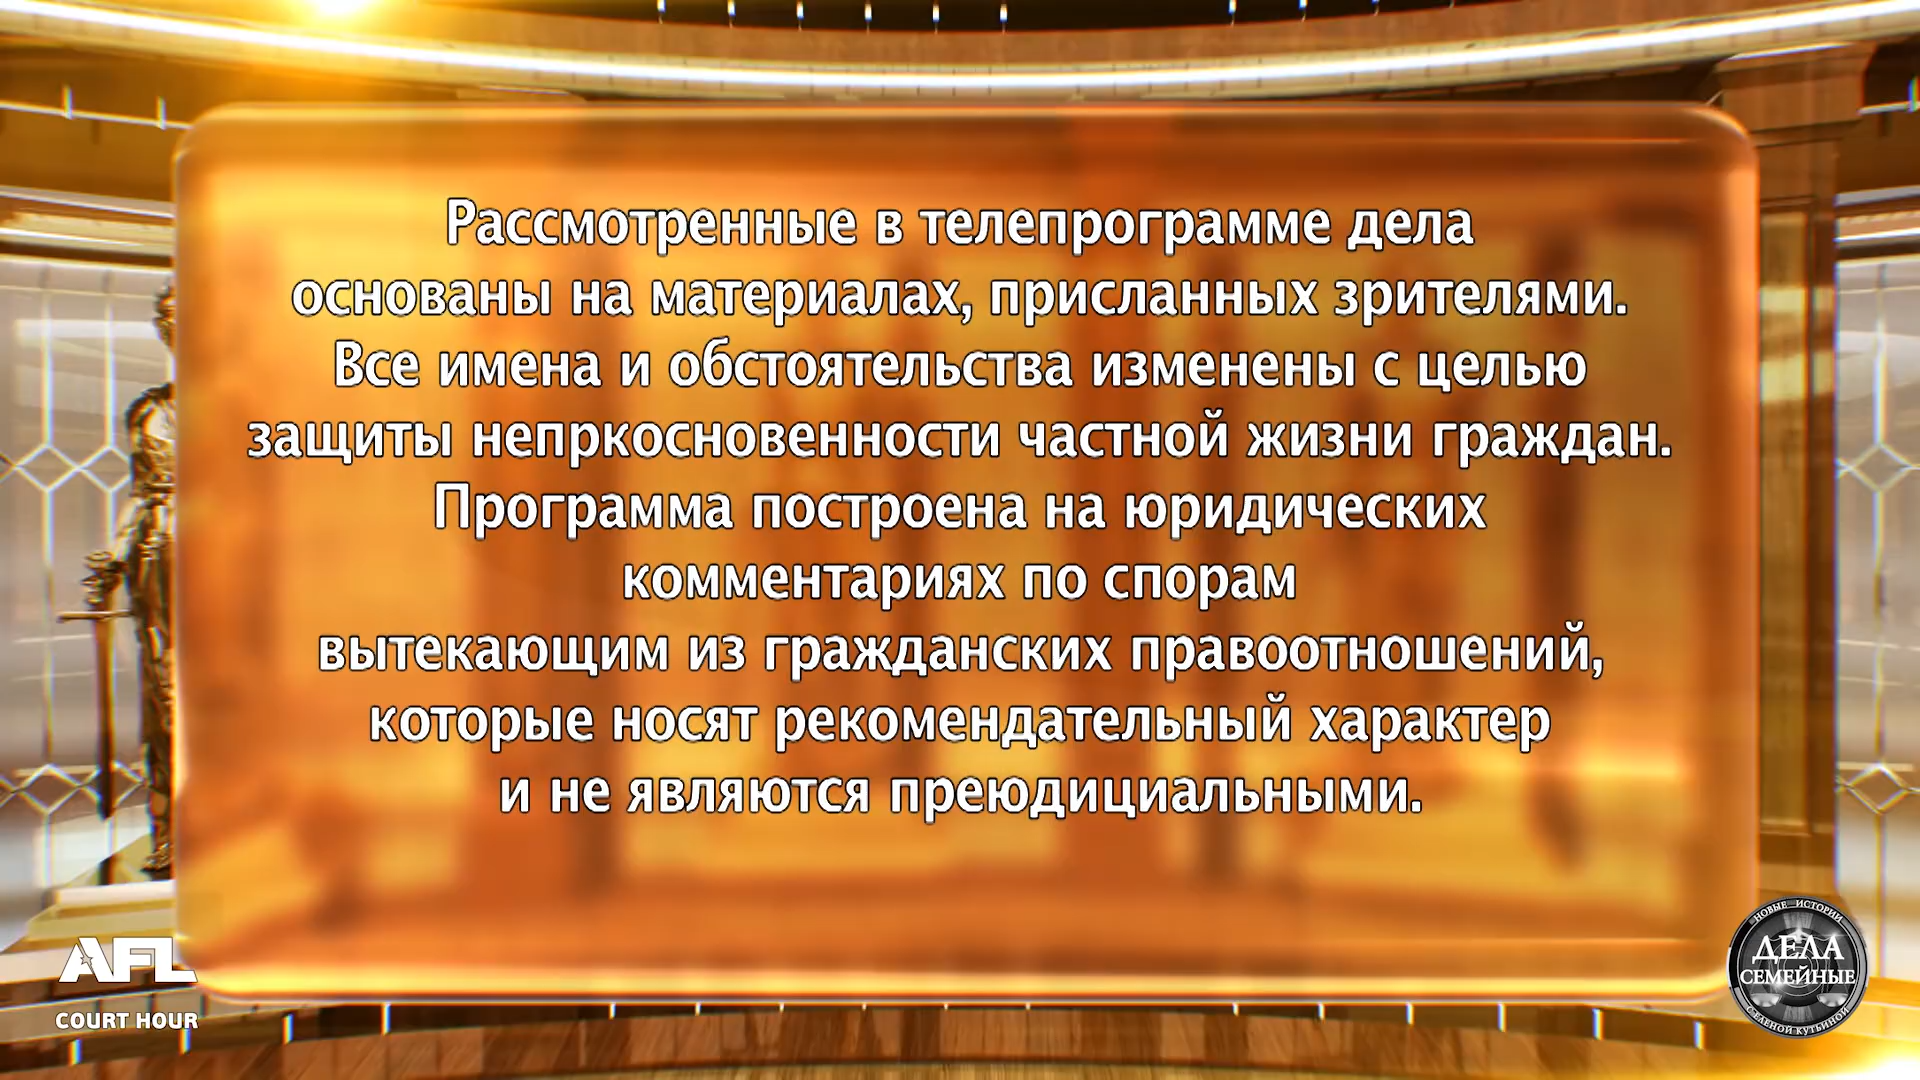 Рассмотренные в телепрограмме дела
основаны на материалах, присланных зрителями.
Все имена и обстоятельства изменены с целью
защиты непркосновенности частной жизни граждан.
Программа построена на юридических
комментариях по спорам
вытекающим из гражданских правоотношений,
которые носят рекомендательный характер
и не являются преюдициальными.
AFL
COURT HOUR
НОВЫЕ ИСТОРИИ
ДЕЛА
СЕМЕЙНЫЕ
С ЕЛЕНОЙ КУТЬИНОЙ